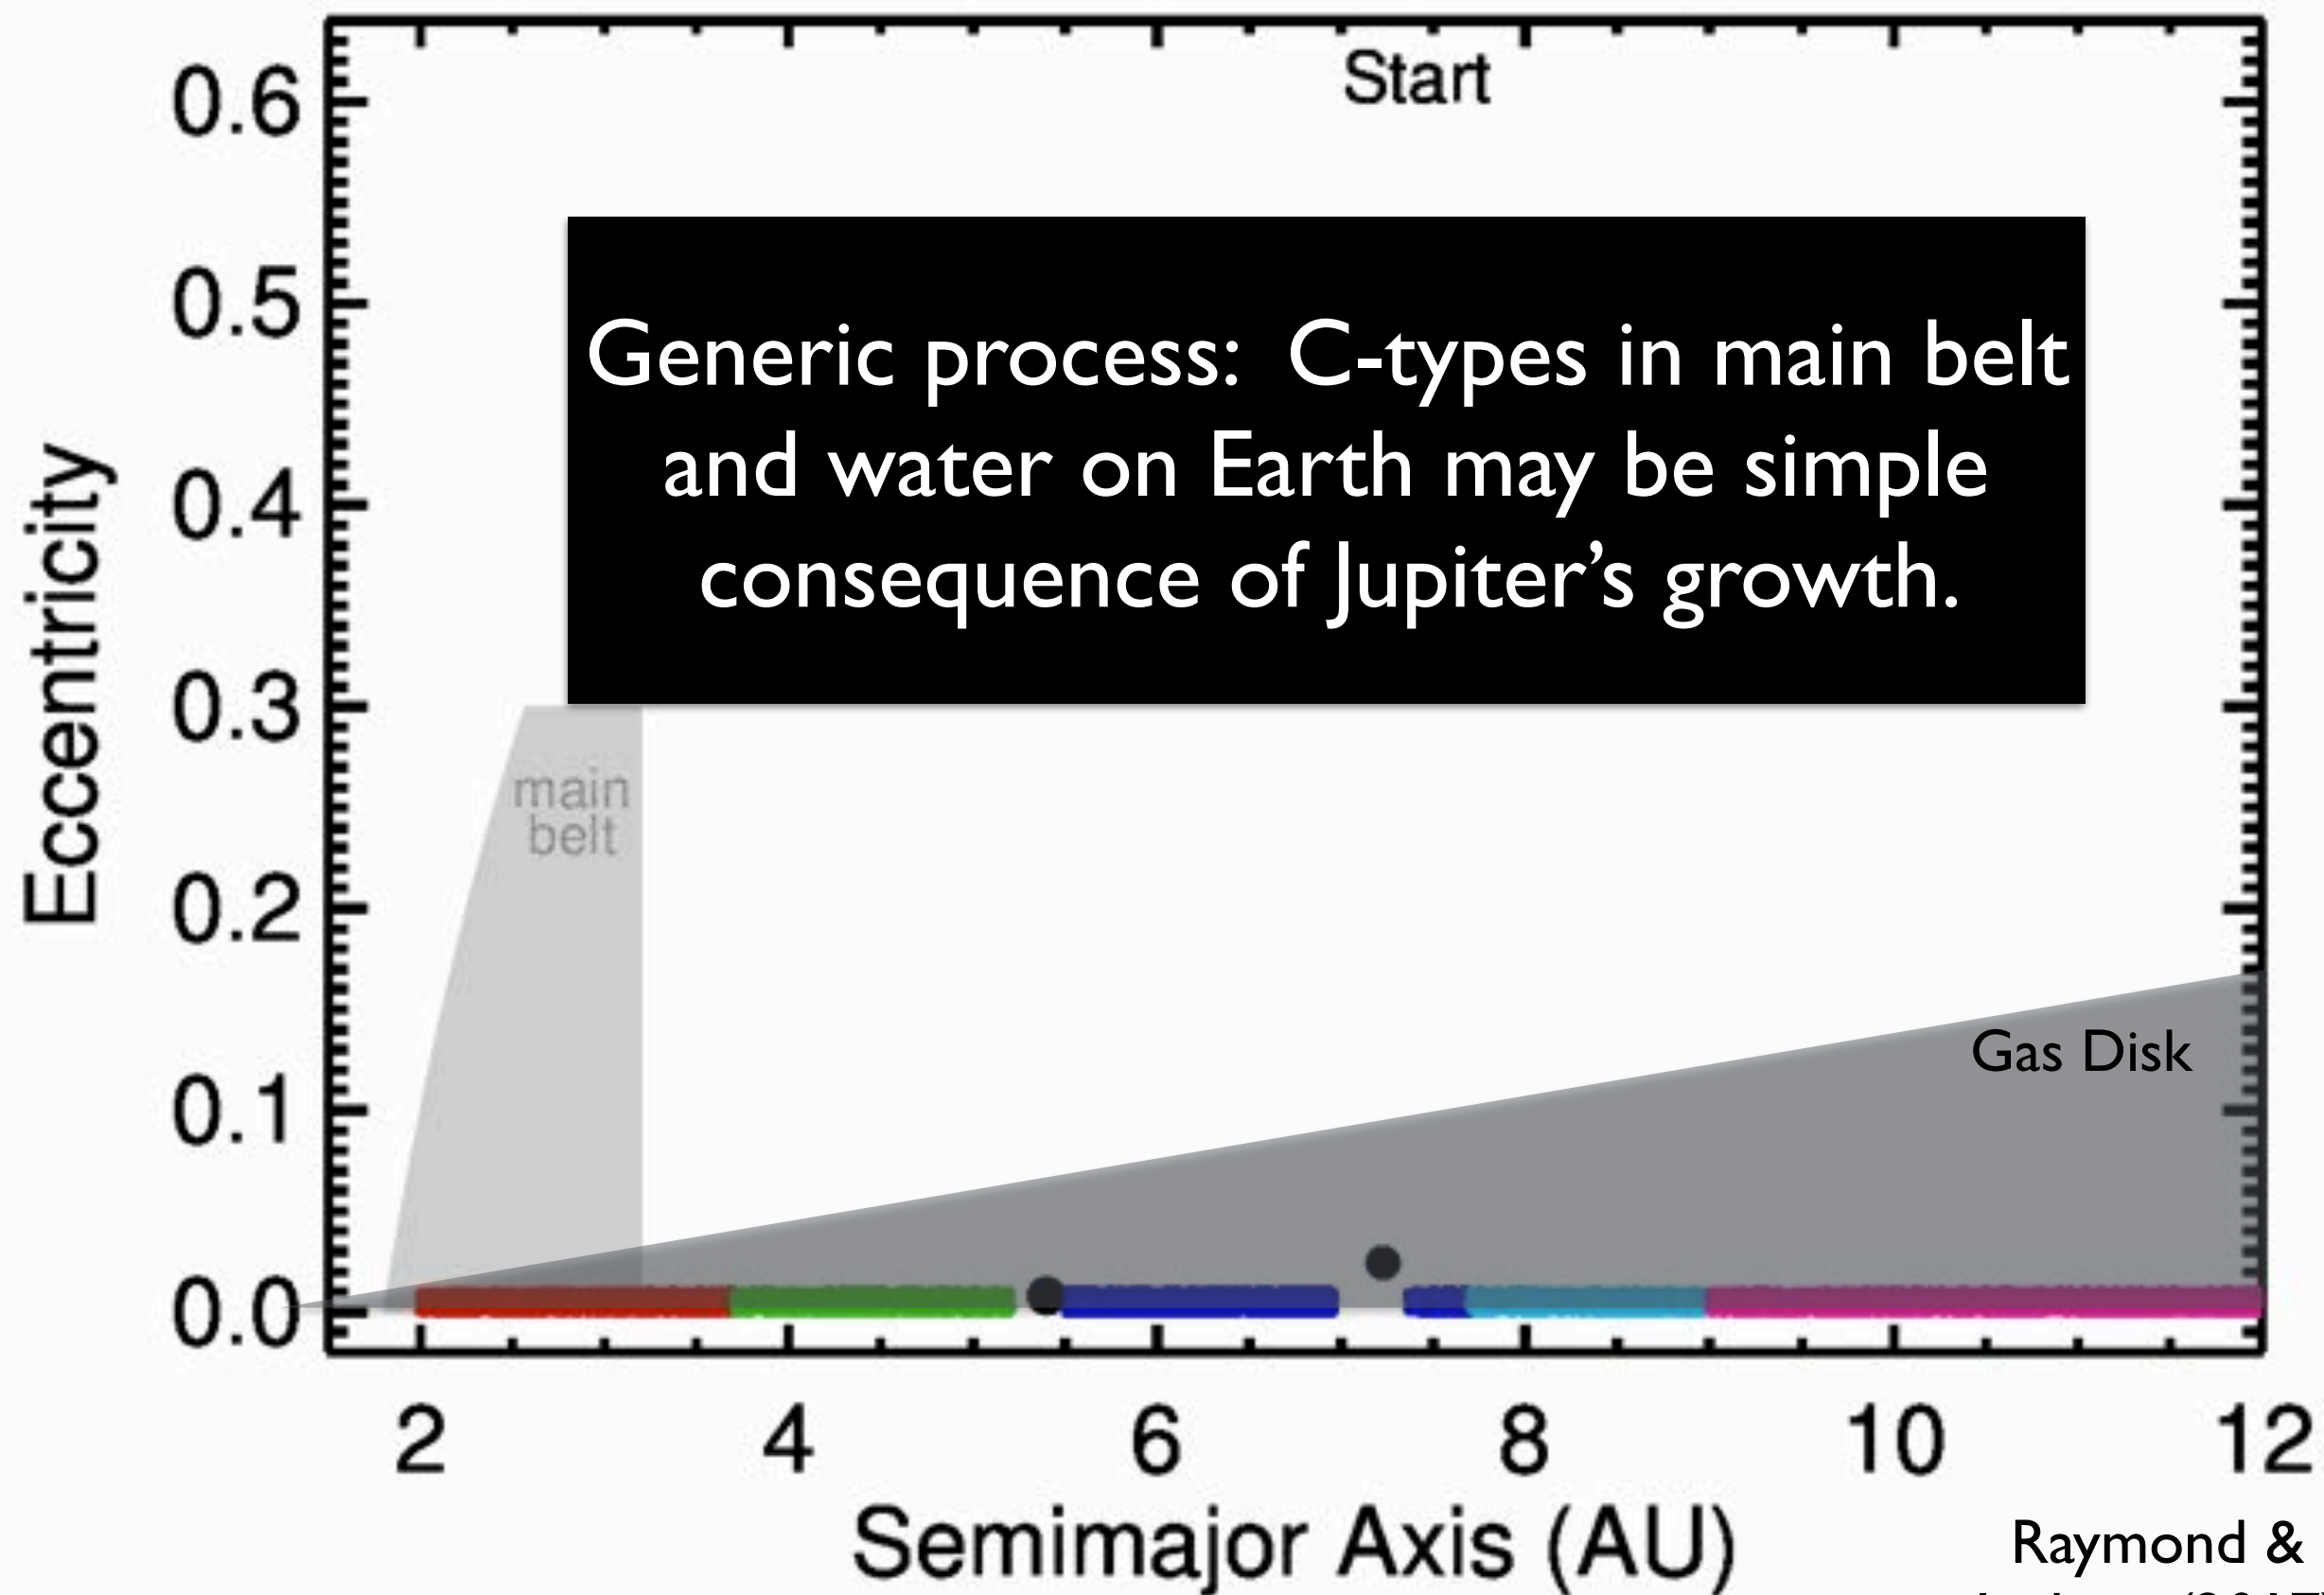 Start
0.6
0.5
0.4
0.3
0.2
0.1
0.0
Eccentricity
Generic process: C-types in main belt
and water on Earth may be simple
consequence of Jupiter's growth.
main
belt
Gas Disk
2 4 6 8 10 12
Semimajor Axis (AU)
Raymond &